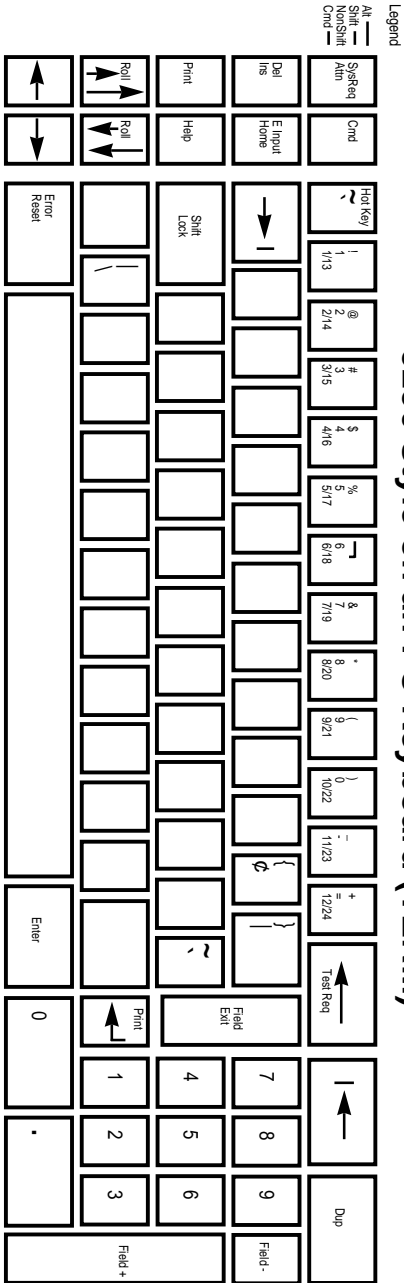 Legend
Alt
Shift
NonShift
Cmd
SysReq
Attn
Cmd
Hot Key
~
`
!
1
1/13
@
2
2/14
#
3
3/15
$
4
4/16
%
5
5/17
¬
6
6/18
&
7
7/19
*
8
8/20
(
9
9/21
)
0
10/22
_
-
11/23
+
=
12/24
Test Req
Dup
Del
Ins
E Input
Home
{
¢
}
|
Field
Exit
7
8
9
Field -
Print
Help
Shift
Lock
~
`
4
5
6
Roll
Roll
|
\
Print
1
2
3
Field +
Error
Reset
Enter
0
.